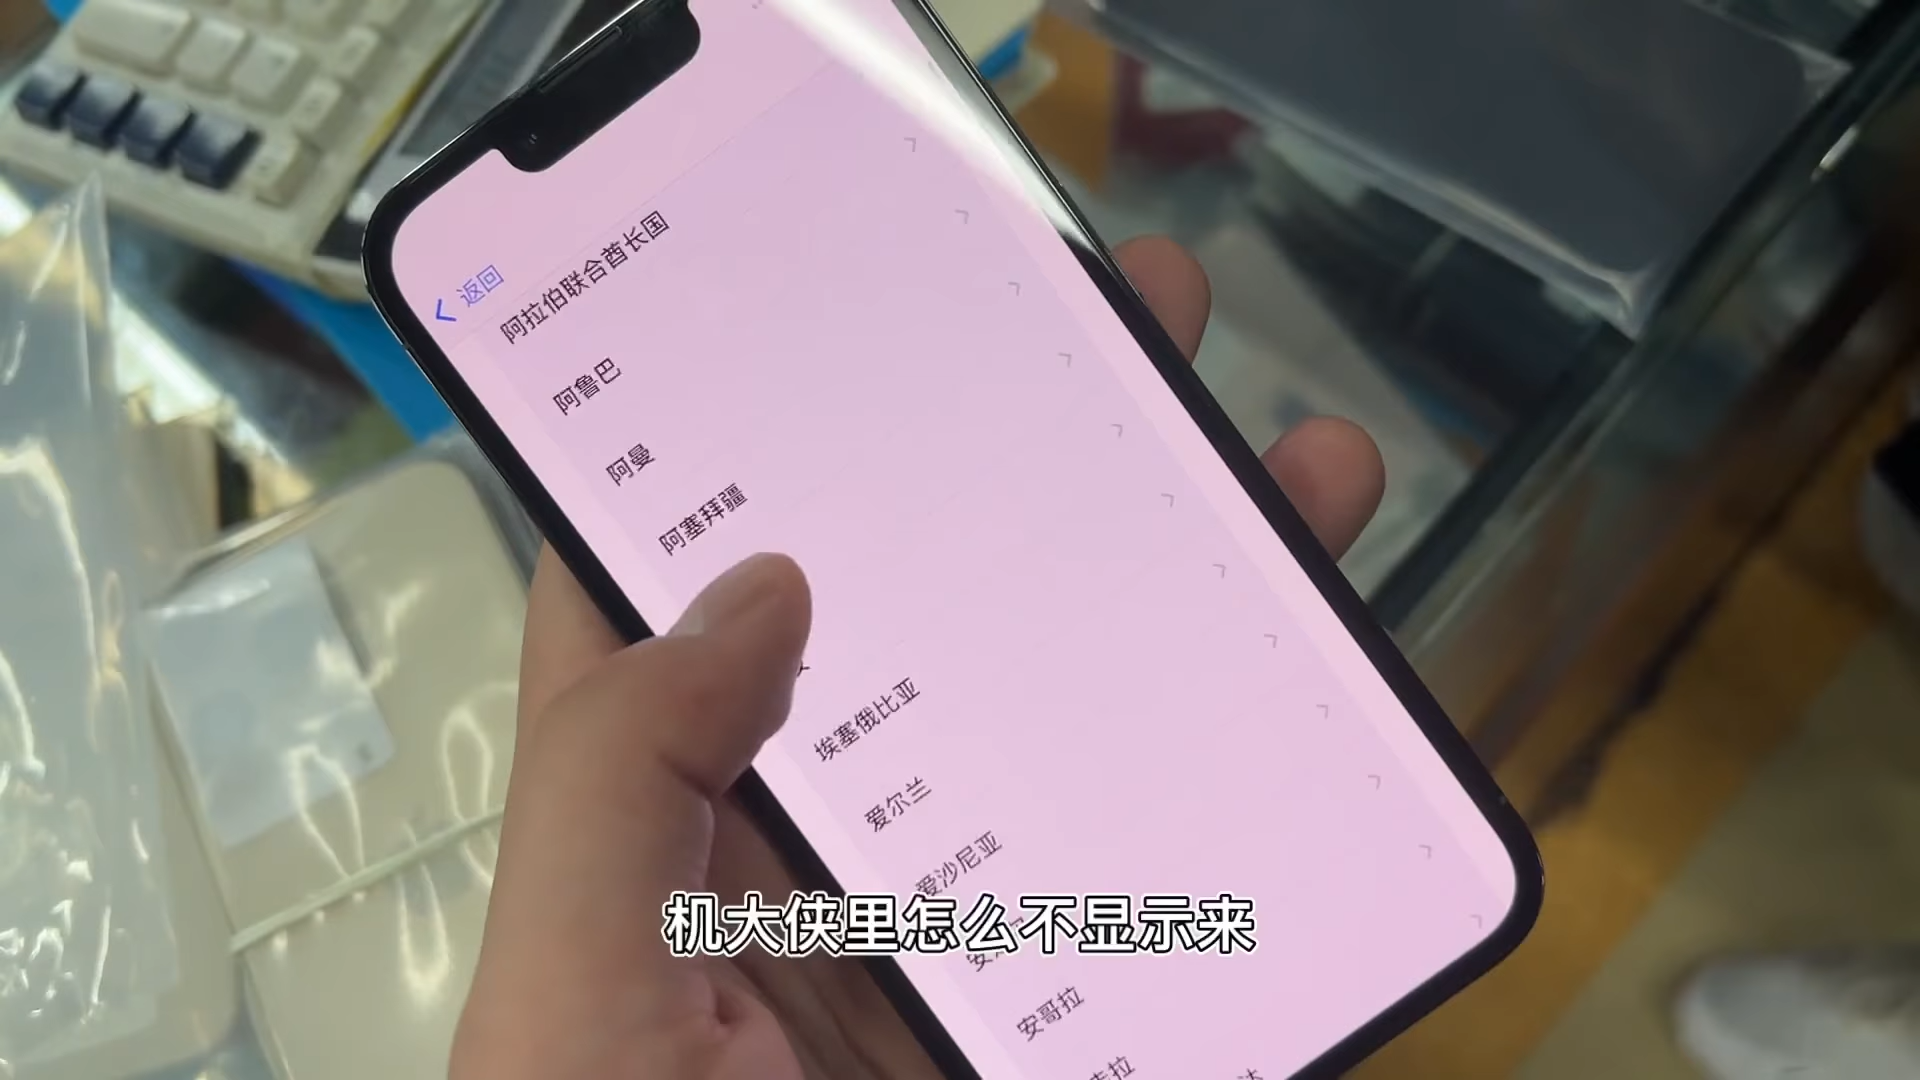 返回
阿拉伯联合酋长国
阿鲁巴
阿曼
阿塞拜疆
埃塞俄比亚
爱尔兰
爱沙尼亚
安哥拉
机大侠里怎么不显示来